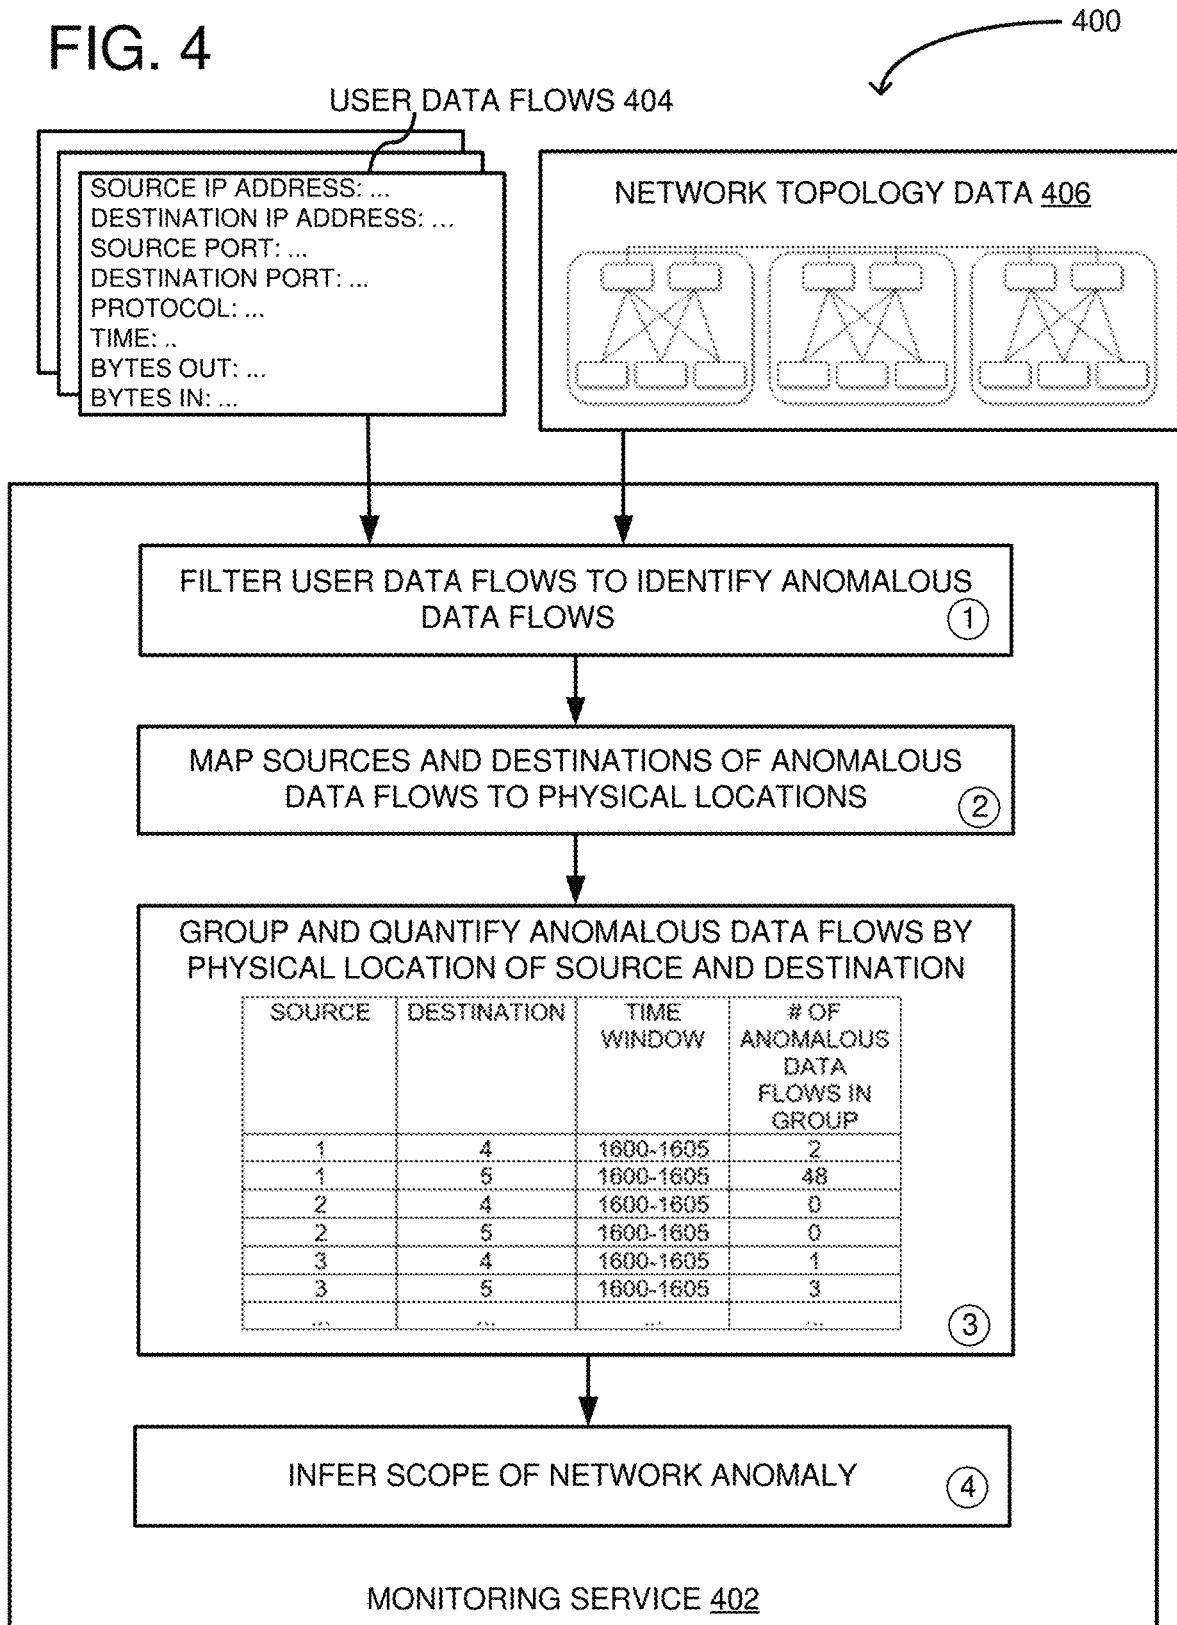 FIG. 4
400
USER DATA FLOWS 404
SOURCE IP ADDRESS: ...
DESTINATION IP ADDRESS: ...
SOURCE PORT: ...
DESTINATION PORT: ...
PROTOCOL: ...
TIME: ..
BYTES OUT: ...
BYTES IN: ...
NETWORK TOPOLOGY DATA 406
FILTER USER DATA FLOWS TO IDENTIFY ANOMALOUS
DATA FLOWS
1
MAP SOURCES AND DESTINATIONS OF ANOMALOUS
DATA FLOWS TO PHYSICAL LOCATIONS
2
GROUP AND QUANTIFY ANOMALOUS DATA FLOWS BY
PHYSICAL LOCATION OF SOURCE AND DESTINATION
SOURCE DESTINATION TIME # OF
WINDOW ANOMALOUS
DATA
FLOWS IN
GROUP
1 4 1600-1605 2
1 5 1600-1605 48
2 4 1600-1605 0
2 5 1600-1605 0
3 4 1600-1605 1
3 5 1600-1605 3
... ... ... ...
3
INFER SCOPE OF NETWORK ANOMALY
4
MONITORING SERVICE 402